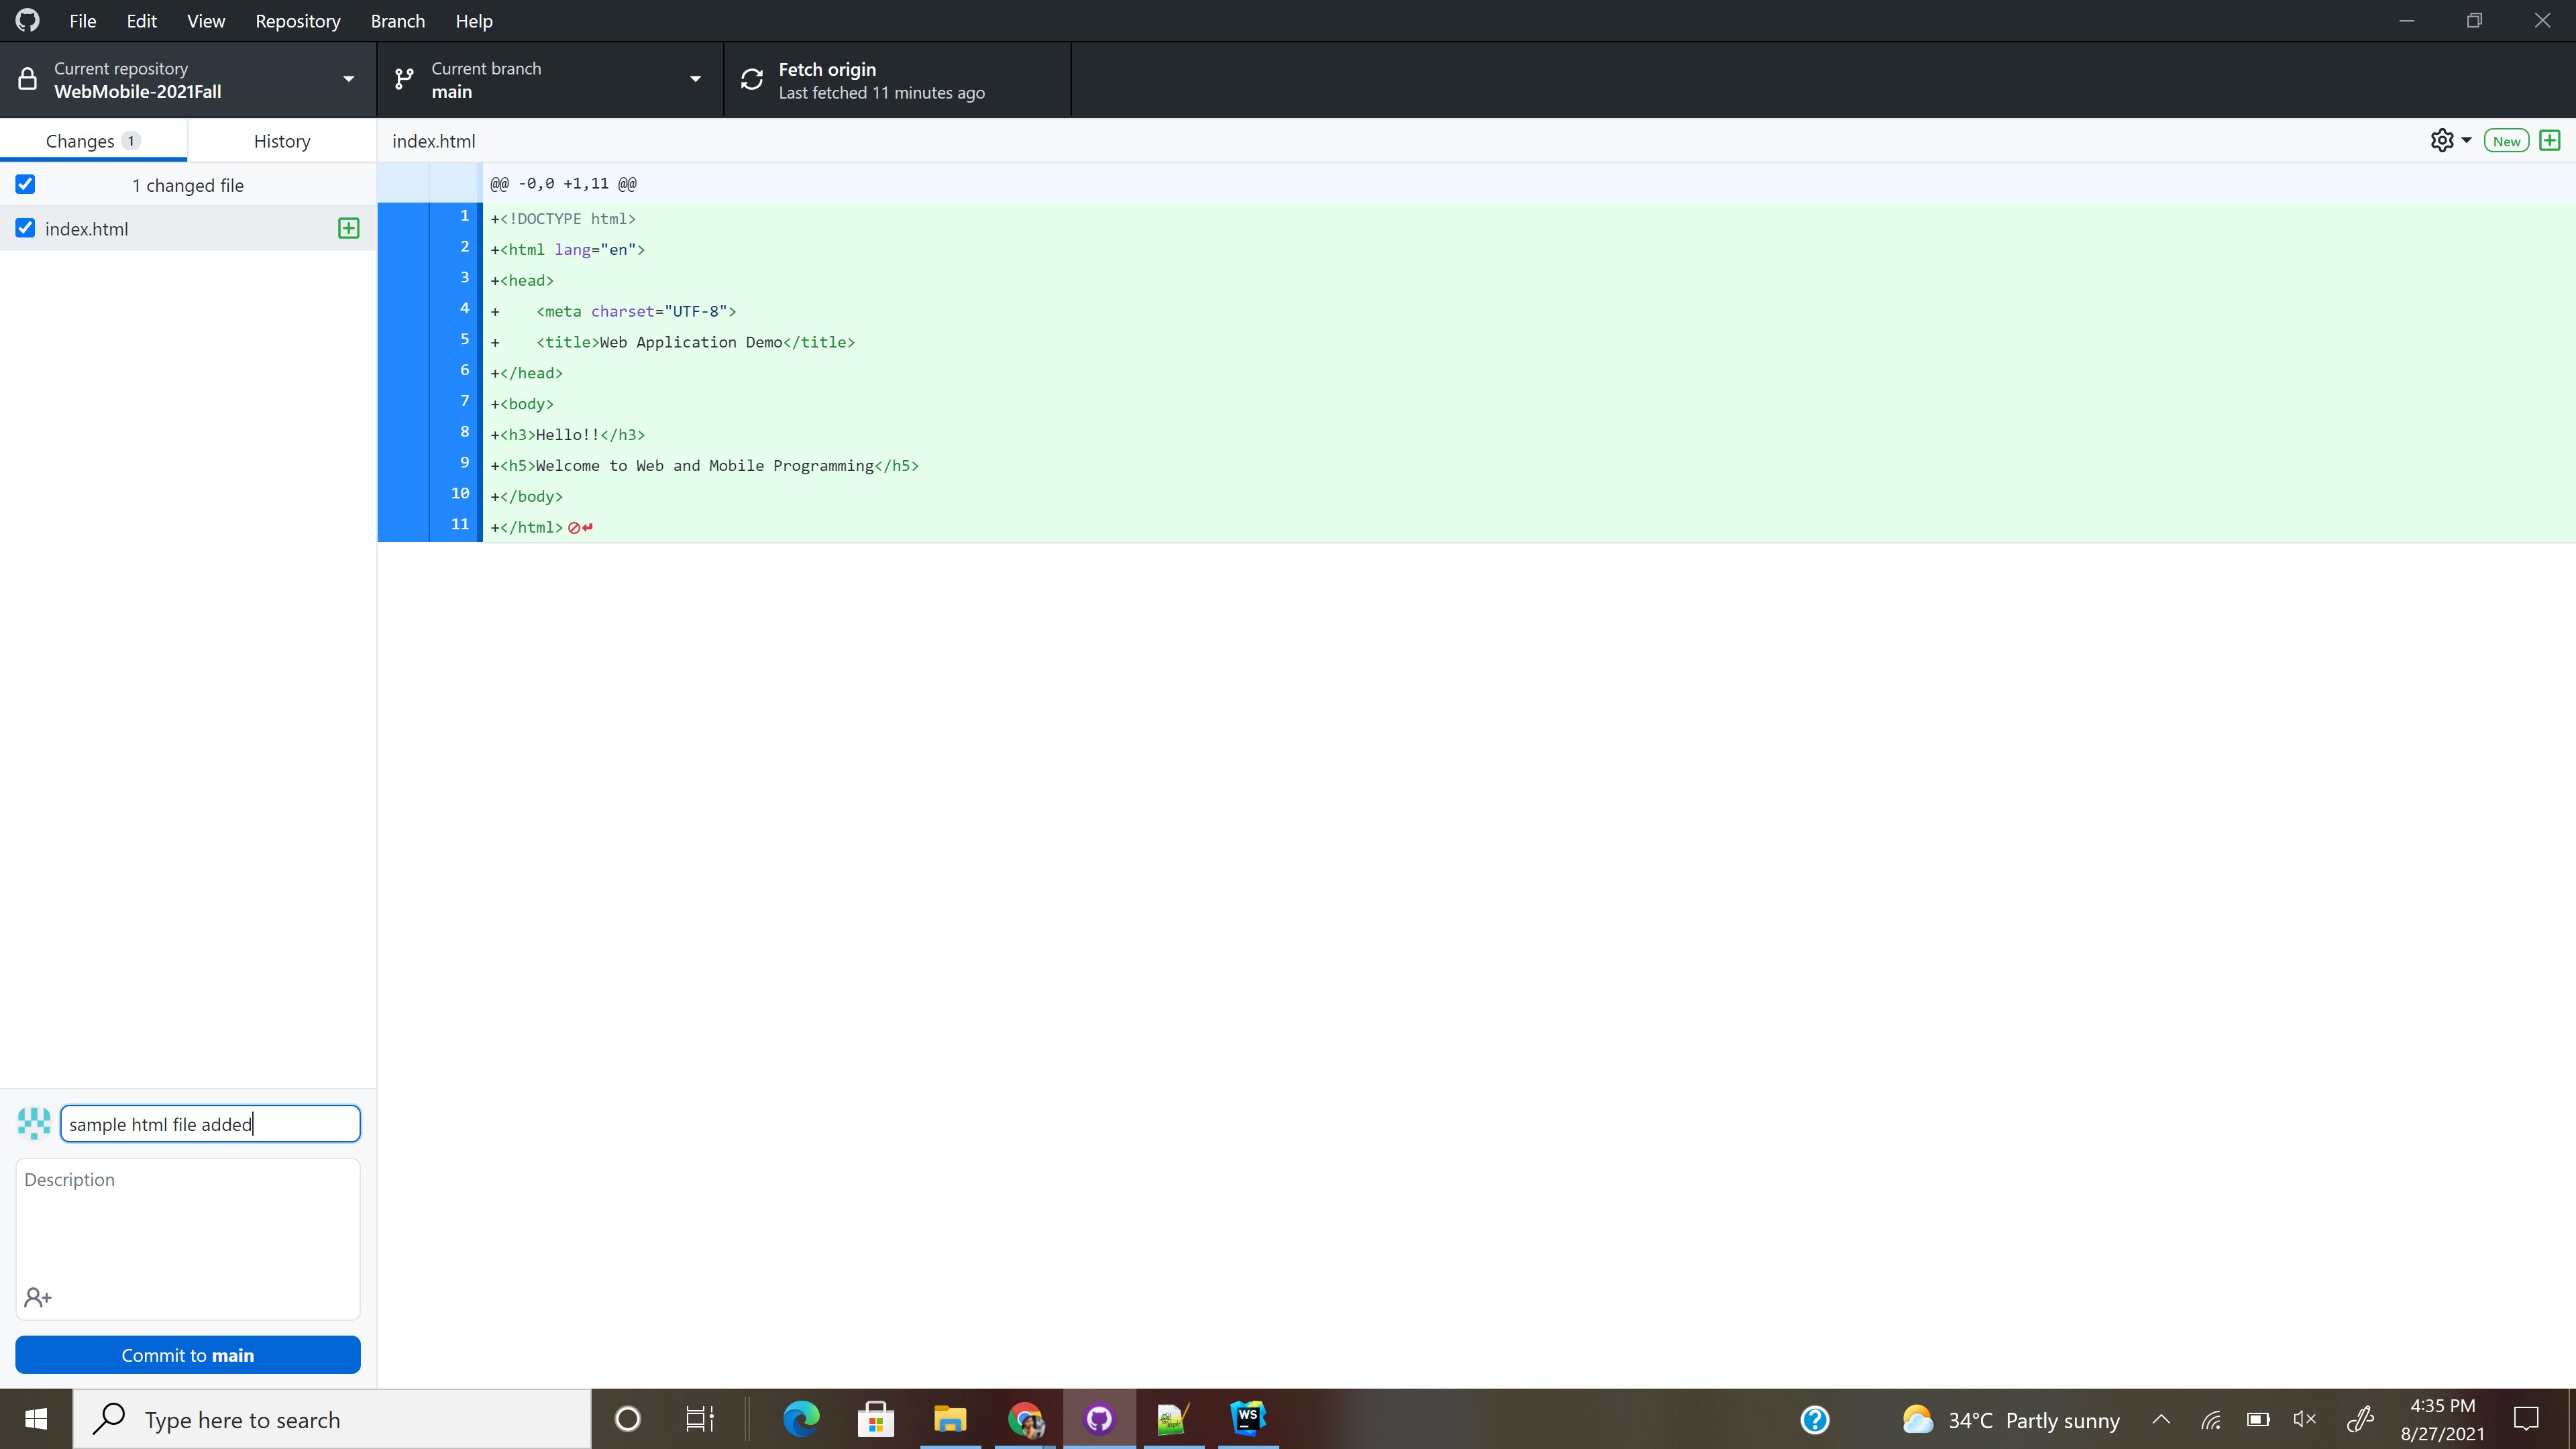 File Edit View Repository Branch Help
Current repository
WebMobile-2021Fall
Current branch
main
Fetch origin
Last fetched 11 minutes ago
Changes 1
History
index.html
New
1 changed file
index.html
@@ -0,0 +1,11 @@
1 +<!DOCTYPE html>
2 +<html lang="en">
3 +<head>
4 +    <meta charset="UTF-8">
5 +    <title>Web Application Demo</title>
6 +</head>
7 +<body>
8 +<h3>Hello!!</h3>
9 +<h5>Welcome to Web and Mobile Programming</h5>
10 +</body>
11 +</html>
sample html file added
Description
Commit to main
Type here to search
WS
34°C Partly sunny
4:35 PM
8/27/2021